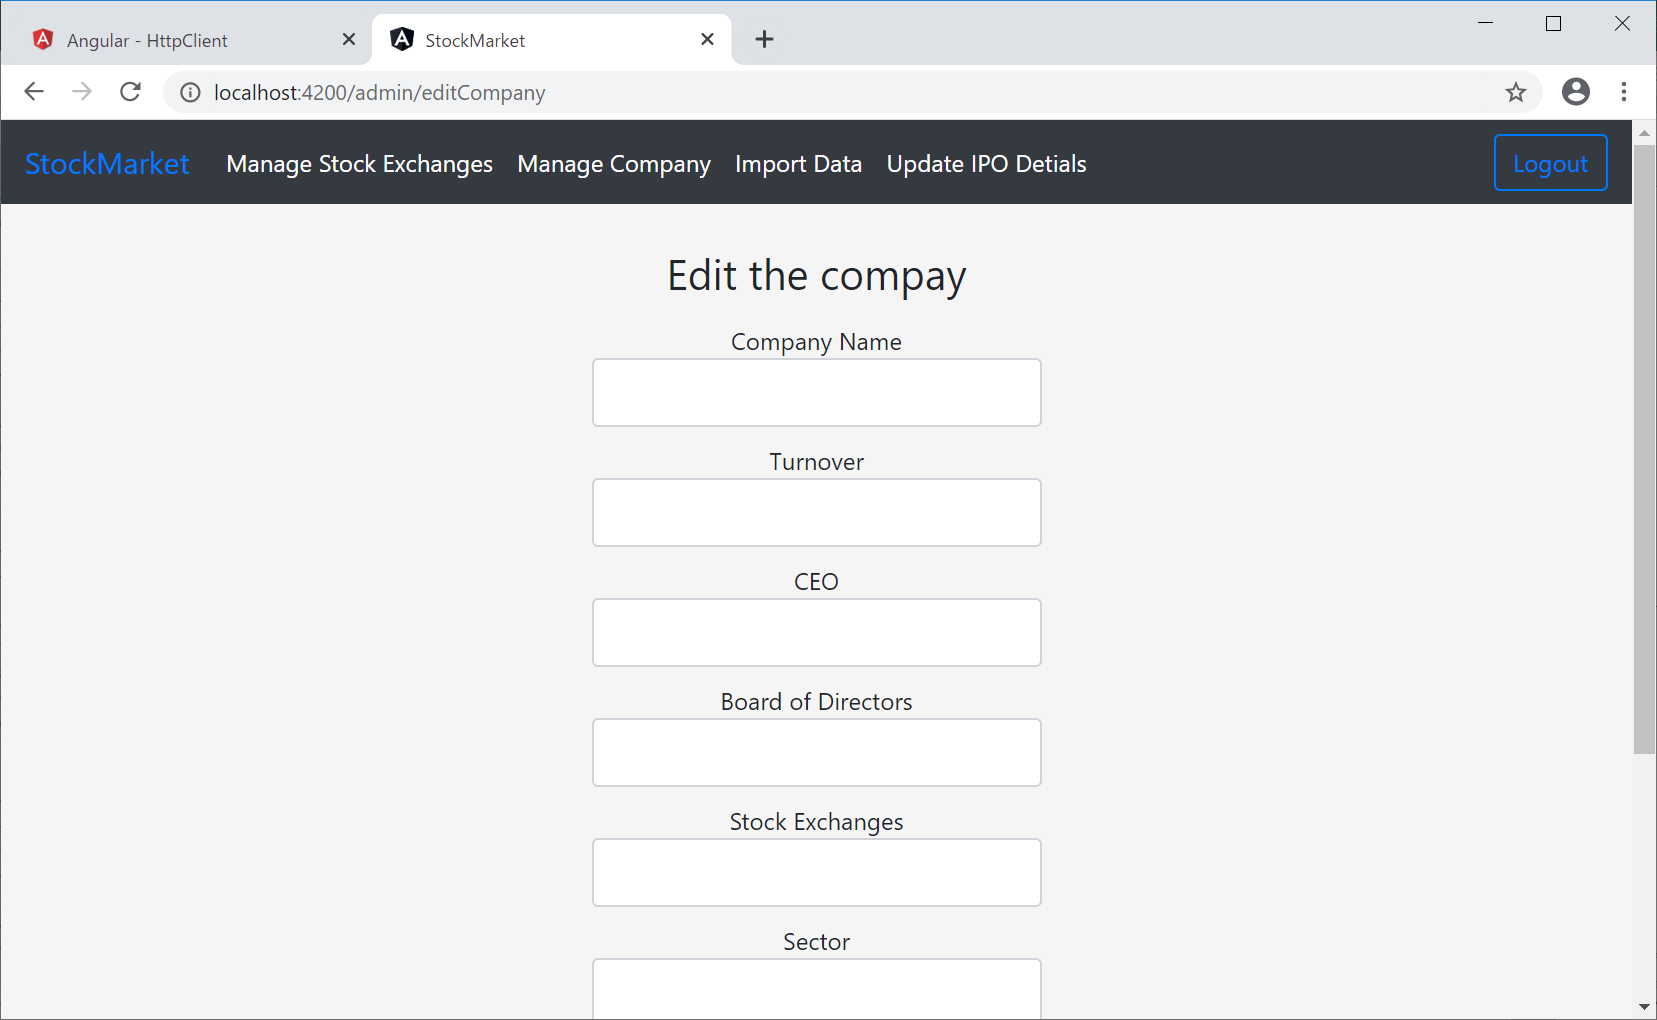 Angular - HttpClient
StockMarket
localhost:4200/admin/editCompany
StockMarket Manage Stock Exchanges Manage Company Import Data Update IPO Detials Logout
Edit the compay
Company Name
Turnover
CEO
Board of Directors
Stock Exchanges
Sector